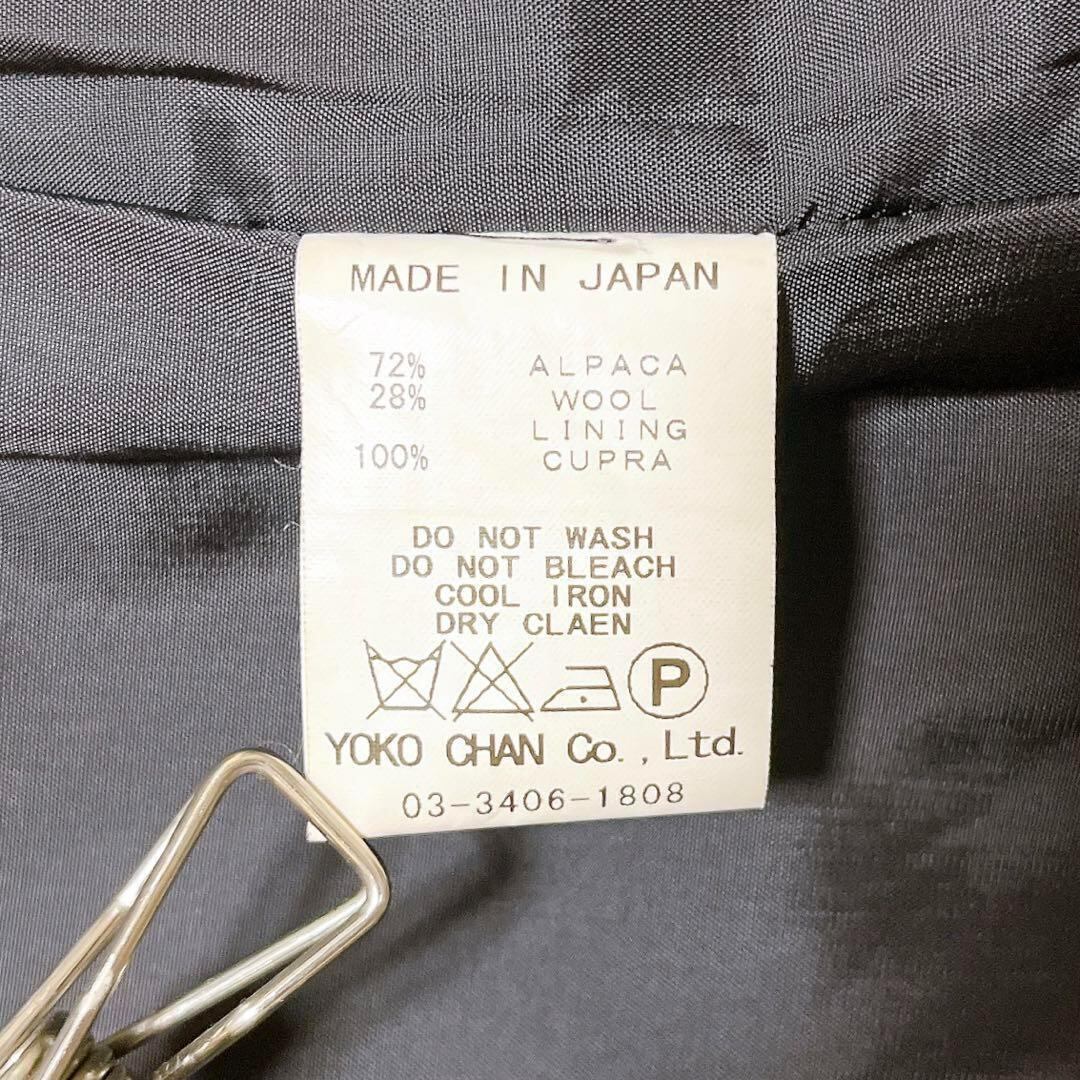 MADE IN JAPAN
72% ALPACA
28% WOOL
LINING
100% CUPRA
DO NOT WASH
DO NOT BLEACH
COOL IRON
DRY CLAEN
P
YOKO CHAN Co.,Ltd.
03-3406-1808